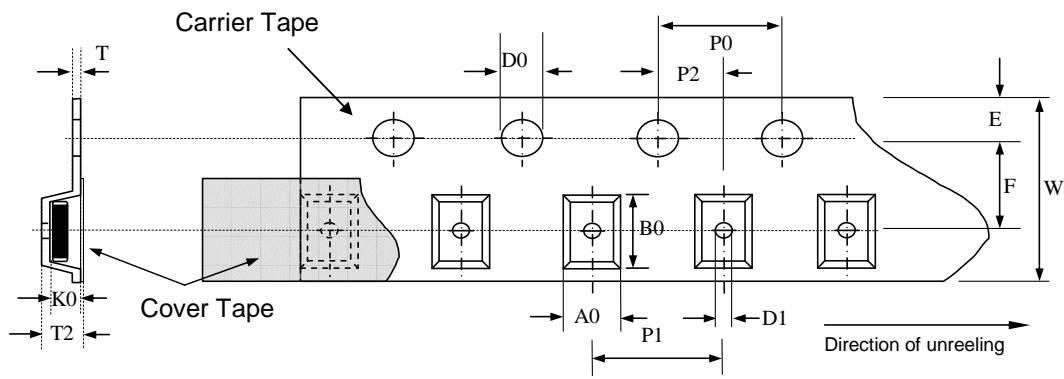 Carrier Tape
P0
T
D0
P2
E
F
W
B0
K0
Cover Tape
T2
A0
D1
P1
Direction of unreeling